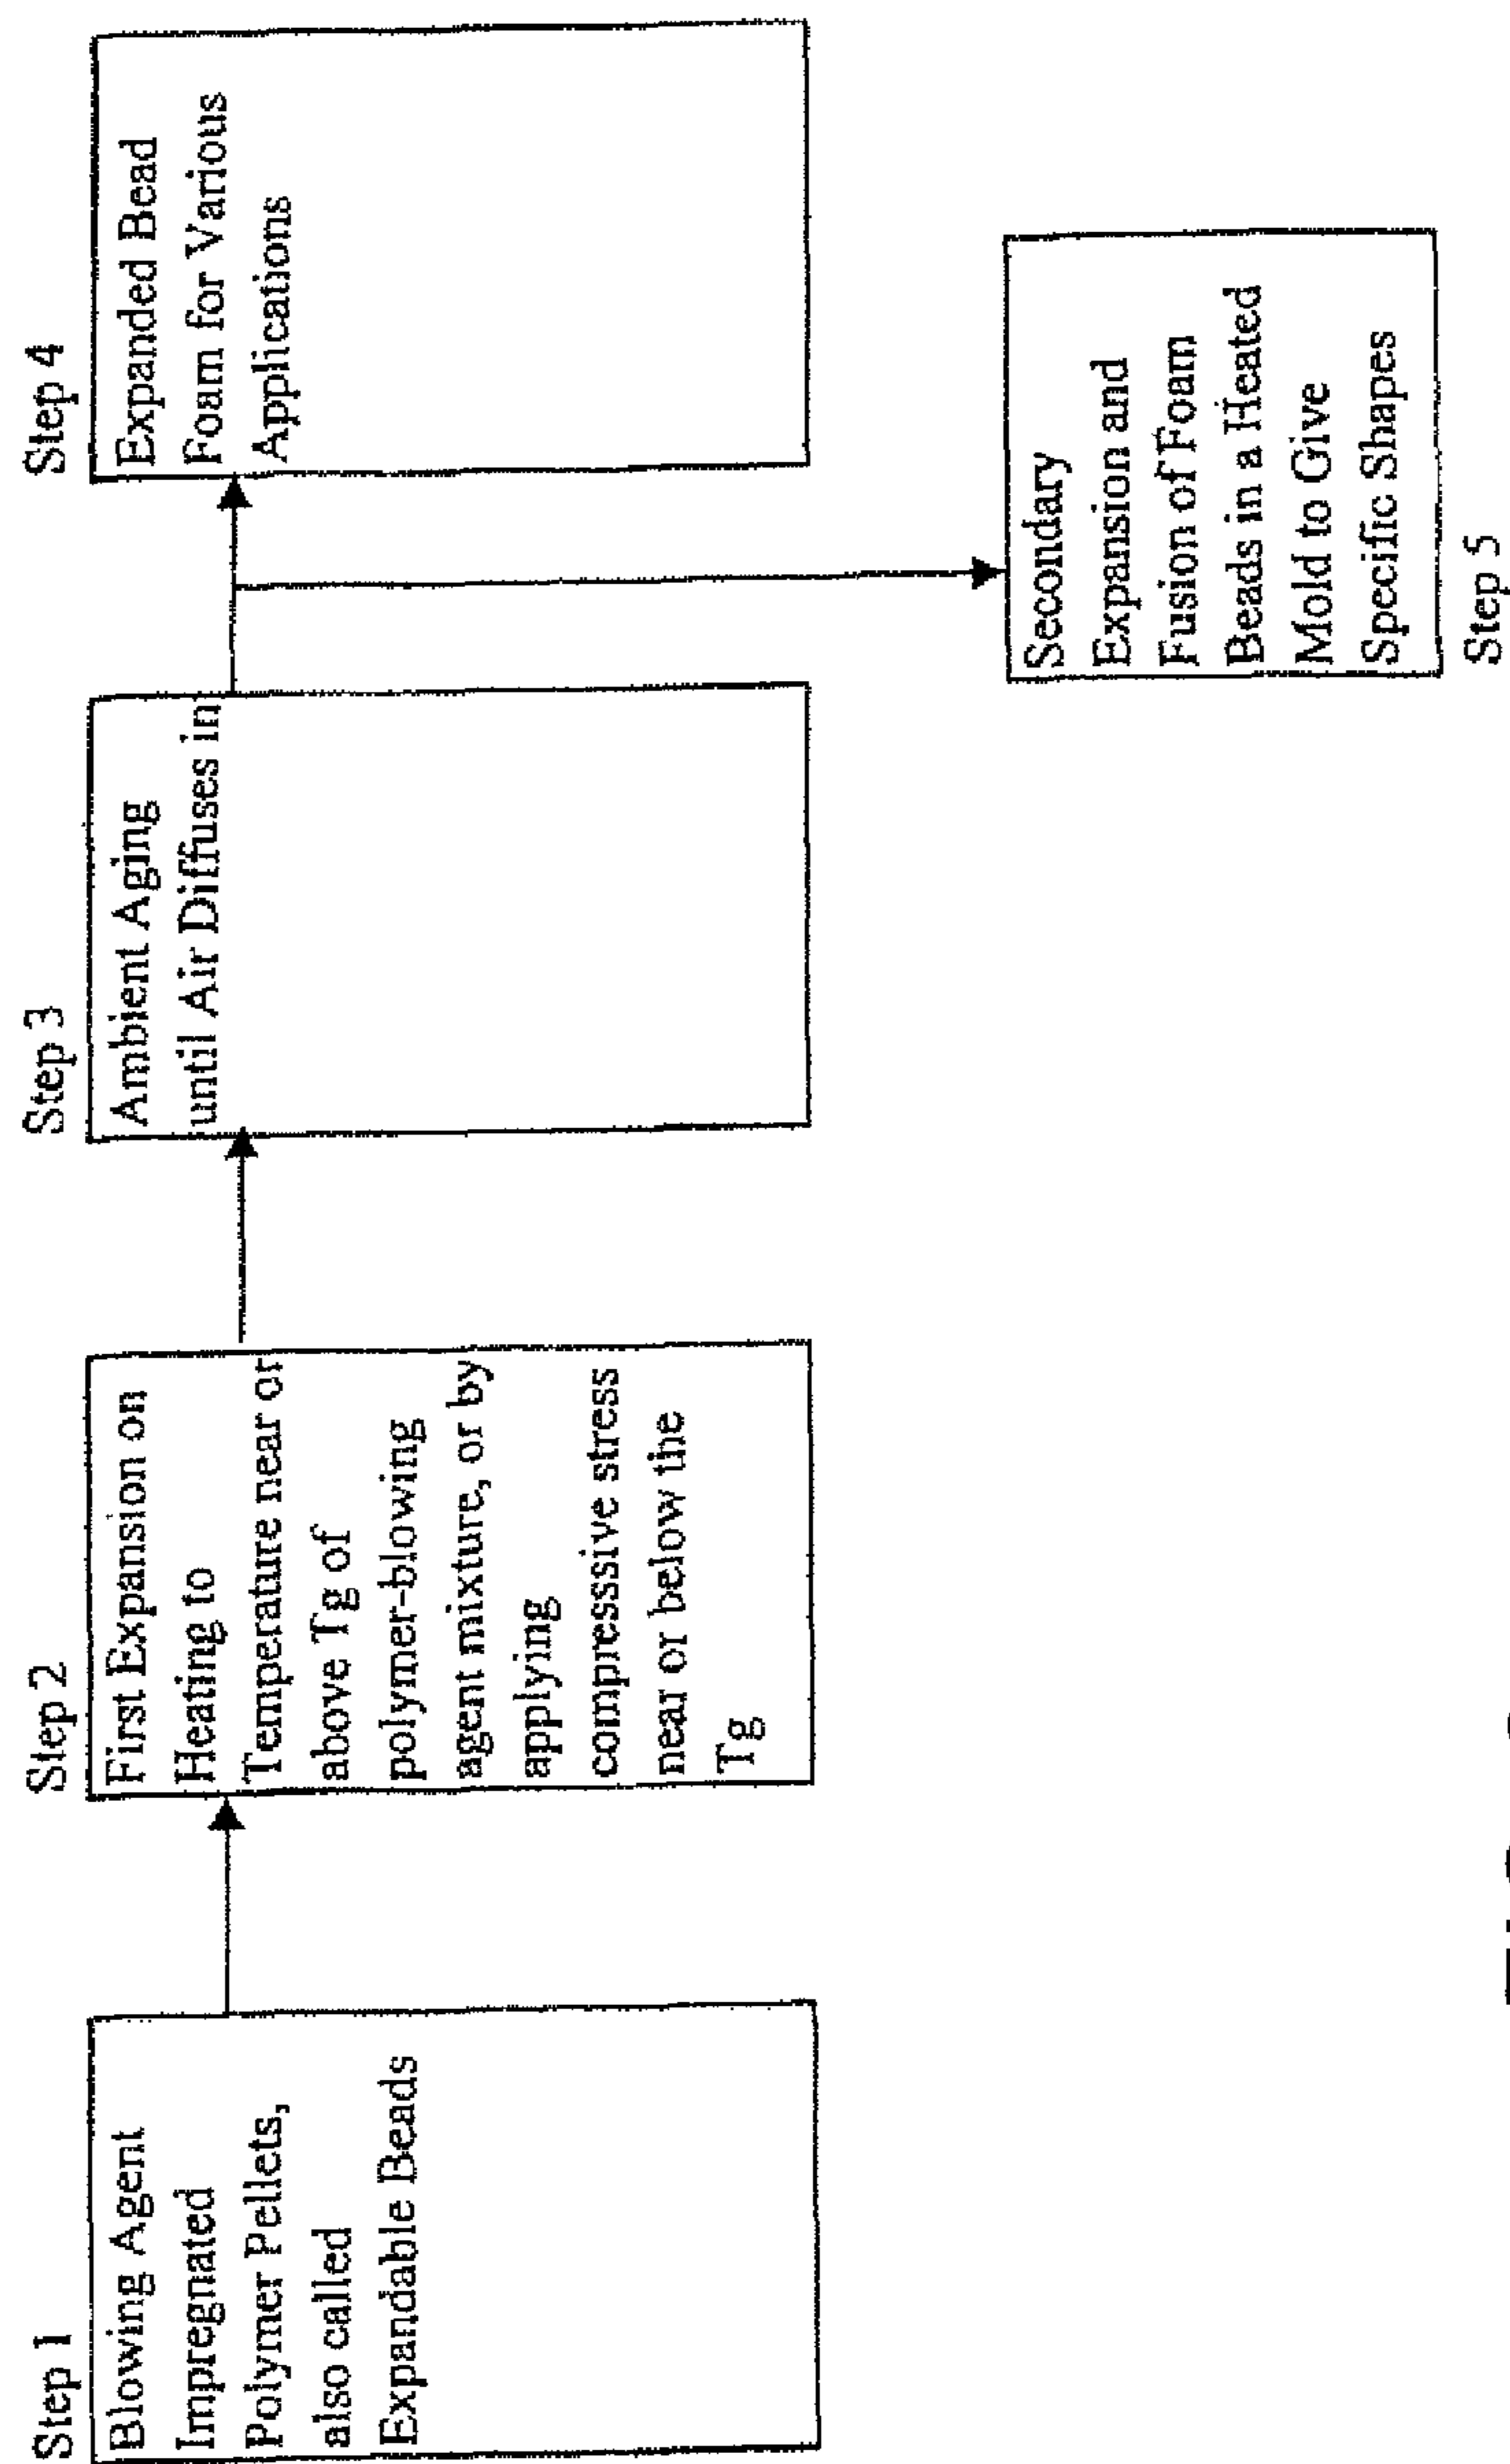 Step 1
Blowing Agent
Impregnated
Polymer Pellets,
also called
Expandable Beads
Step 2
First Expansion on
Heating to
Temperature near or
above Tg of
polymer-blowing
agent mixture, or by
applying
compresssive stress
near or below the
Tg
Step 3
Ambient Aging
until Air Diffuses in
Step 4
Expanded Bead
Foam for Various
Applications
Secondary
Expansion and
Fusion of Foam
Beads in a Heated
Mold to Give
Specific Shapes
Step 5